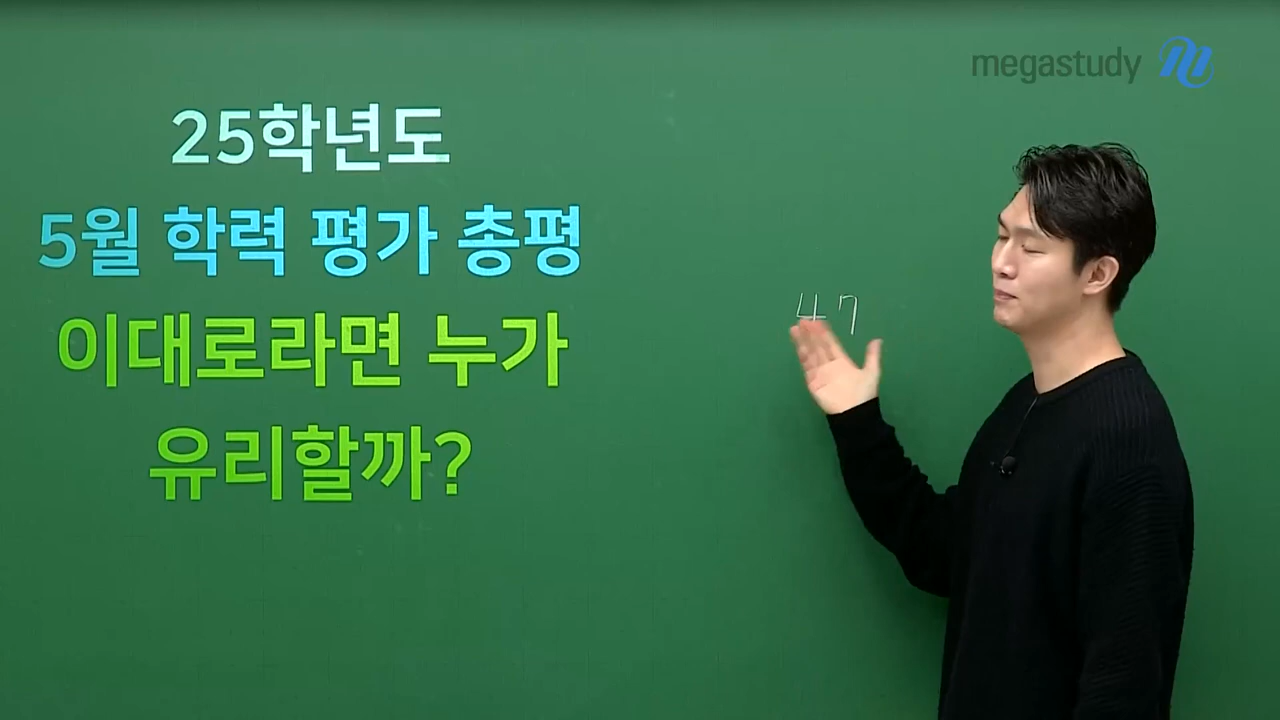 25학년도
5월 학력 평가 총평
이대로라면 누가
유리할까?
megastudy
47